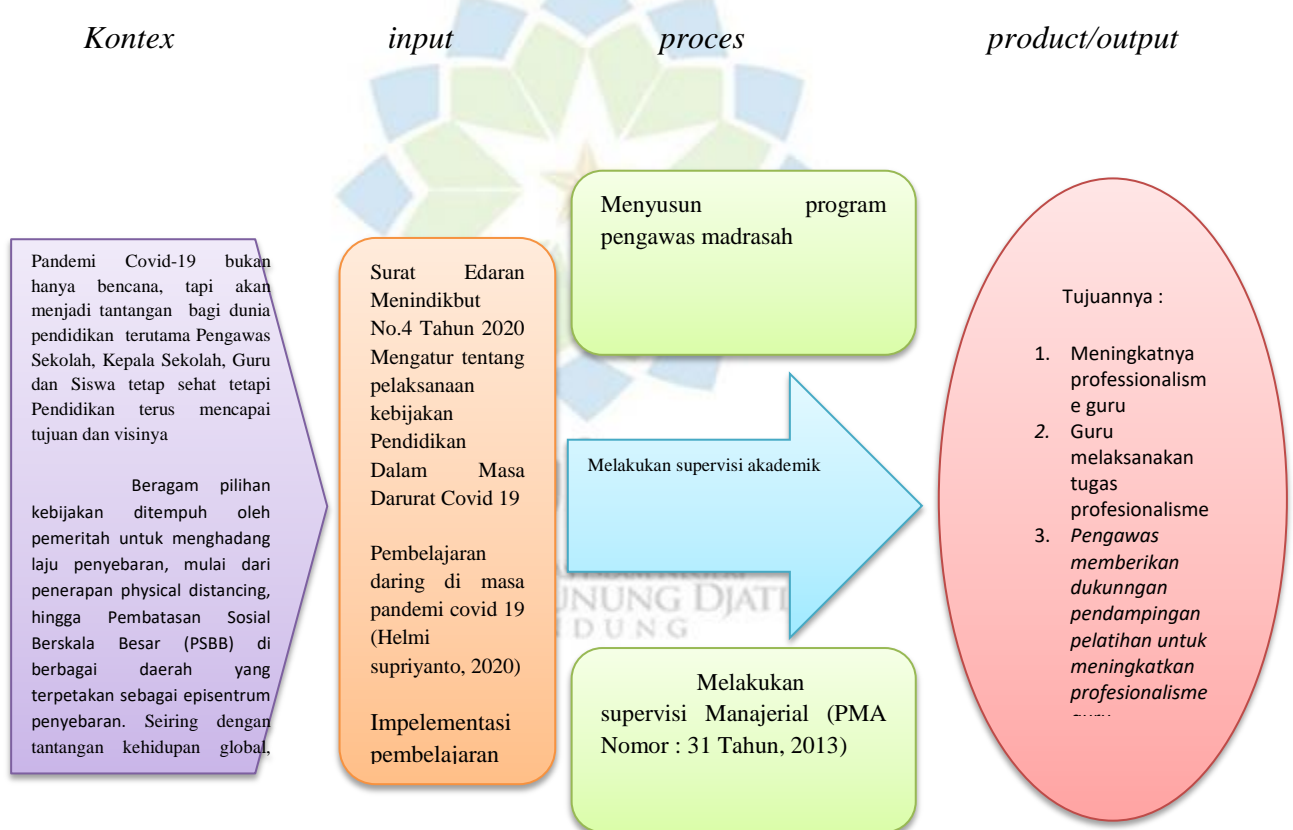 Kontex input proces product/output
Pandemi Covid-19 bukan
hanya bencana, tapi akan
menjadi tantangan bagi dunia
pendidikan terutama Pengawas
Sekolah, Kepala Sekolah, Guru
dan Siswa tetap sehat tetapi
Pendidikan terus mencapai
tujuan dan visinya
Beragam pilihan
kebijakan ditempuh oleh
pemeritah untuk menghadang
laju penyebaran, mulai dari
penerapan physical distancing,
hingga Pembatasan Sosial
Berskala Besar (PSBB) di
berbagai daerah yang
terpetakan sebagai episentrum
penyebaran. Seiring dengan
tantangan kehidupan global,
Surat Edaran
Menindikbut
No.4 Tahun 2020
Mengatur tentang
pelaksanaan
kebijakan
Pendidikan
Dalam Masa
Darurat Covid 19
Pembelajaran
daring di masa
pandemi covid 19
(Helmi
supriyanto, 2020)
Impelementasi
pembelajaran
Menyusun program
pengawas madrasah
Melakukan supervisi akademik
Melakukan
supervisi Manajerial (PMA
Nomor : 31 Tahun, 2013)
Tujuannya :
1. Meningkatnya
professionalism
e guru
2. Guru
melaksanakan
tugas
profesionalisme
3. Pengawas
memberikan
dukunngan
pendampingan
pelatihan untuk
meningkatkan
profesionalisme